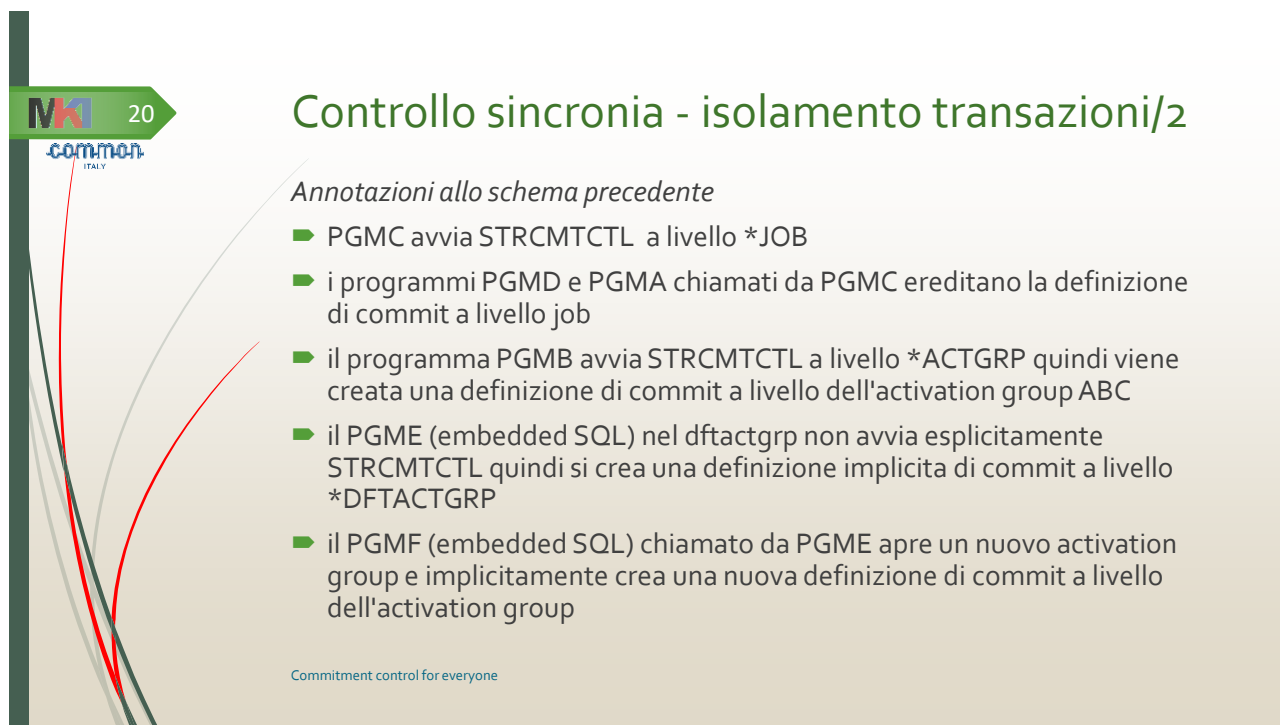 MK1
20
common
ITALY
Controllo sincronia - isolamento transazioni/2
Annotazioni allo schema precedente
PGMC avvia STRCMTCTL a livello *JOB
i programmi PGMD e PGMA chiamati da PGMC ereditano la definizione
di commit a livello job
il programma PGMB avvia STRCMTCTL a livello *ACTGRP quindi viene
creata una definizione di commit a livello dell'activation group ABC
il PGME (embedded SQL) nel dftactgrp non avvia esplicitamente
STRCMTCTL quindi si crea una definizione implicita di commit a livello
*DFTACTGRP
il PGMF (embedded SQL) chiamato da PGME apre un nuovo activation
group e implicitamente crea una nuova definizione di commit a livello
dell'activation group
Commitment control for everyone